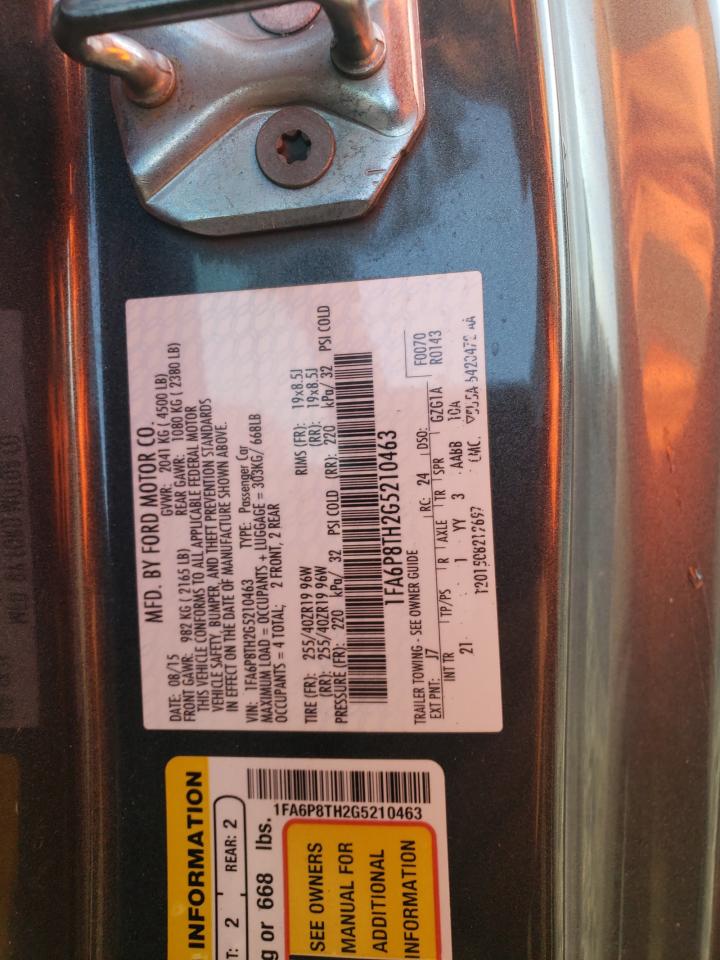 MFD. BY FORD MOTOR CO.
DATE: 08/15 GVWR: 2041 KG ( 4500 LB)
FRONT GAWR: 982 KG ( 2165 LB) REAR GAWR: 1080 KG ( 2380 LB)
THIS VEHICLE CONFORMS TO ALL APPLICABLE FEDERAL MOTOR
VEHICLE SAFETY, BUMPER, AND THEFT PREVENTION STANDARDS
IN EFFECT ON THE DATE OF MANUFACTURE SHOWN ABOVE.
VIN: 1FA6P8TH2G5210463 TYPE: Passenger Car
MAXIMUM LOAD = OCCUPANTS + LUGGAGE = 303KG/ 668LB
OCCUPANTS = 4 TOTAL; 2 FRONT, 2 REAR
TIRE (FR): 255/40ZR19 96W RIMS (FR): 19x8.5J
(RR): 255/40ZR19 96W (RR): 19x8.5J
PRESSURE (FR): 220 kPa/ 32 PSI COLD (RR): 220 kPa/ 32 PSI COLD
1FA6P8TH2G5210463
TRAILER TOWING - SEE OWNER GUIDE F0070
EXT PNT: J7 RC: 24 DSO: R0143
INT TR TP/PS R AXLE TR SPR GZG1A
21 1 YY 3 AABB 10A
INFORMATION
T: 2 REAR: 2
g or 668 lbs.
1FA6P8TH2G5210463
SEE OWNERS
MANUAL FOR
ADDITIONAL
INFORMATION